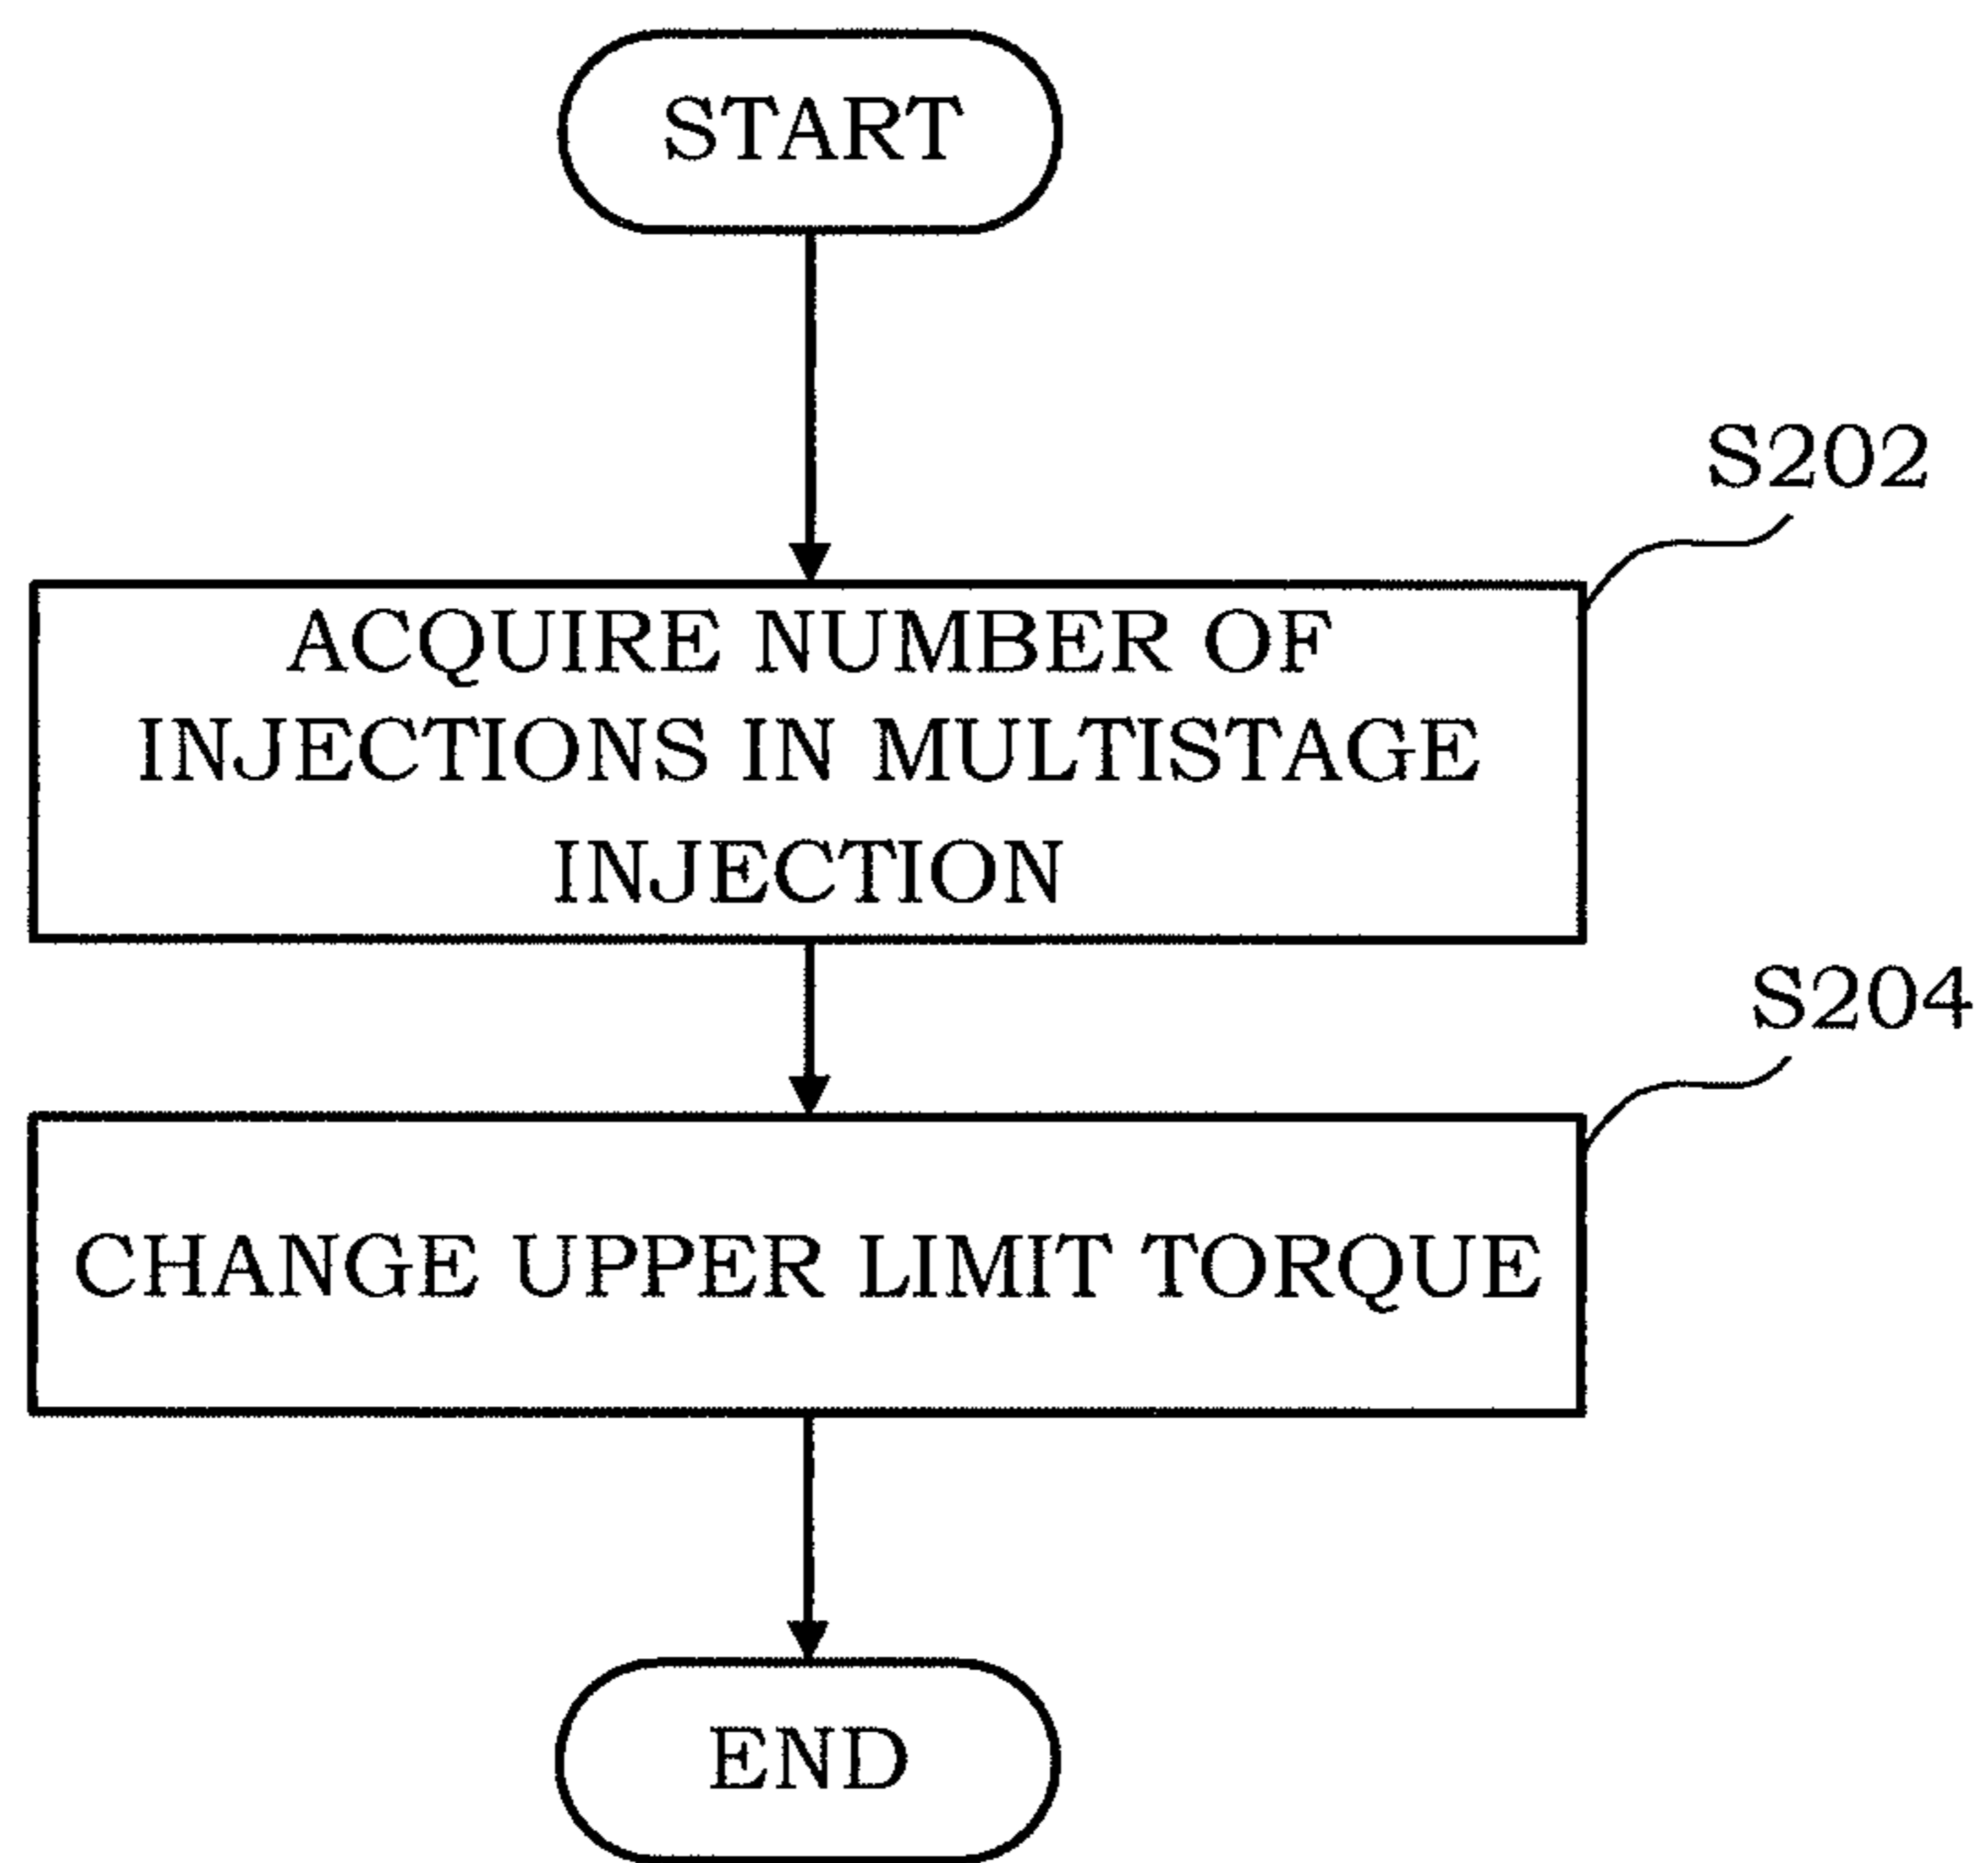 START
S202
ACQUIRE NUMBER OF
INJECTIONS IN MULTISTAGE
INJECTION
S204
CHANGE UPPER LIMIT TORQUE
END